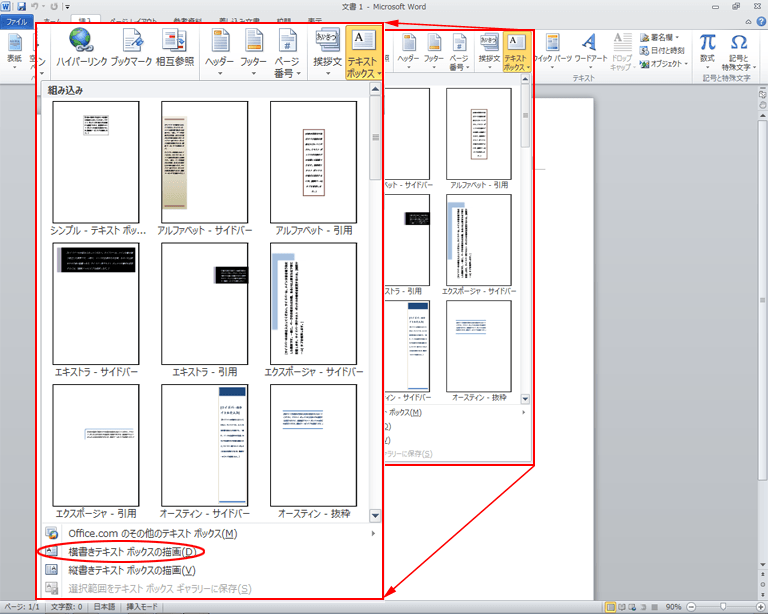 文書 1 - Microsoft Word
ファイル
挿入
ハイパーリンク
ブックマーク
相互参照
ヘッダー
フッター
ページ
番号
挨拶文
テキスト
ボックス
組み込み
シンプル - テキスト ボッ...
アルファベット - サイドバー
アルファベット - 引用
エキストラ - サイドバー
エキストラ - 引用
エクスポージャ - サイドバー
エクスポージャ - 引用
オースティン - サイドバー
オースティン - 抜粋
Office.com のその他のテキスト ボックス(M)
横書きテキスト ボックスの描画(D)
縦書きテキスト ボックスの描画(V)
選択範囲をテキスト ボックス ギャラリーに保存(S)
表紙
ヘッダー
フッター
ページ
番号
挨拶文
テキスト
ボックス
クイック パーツ
ワードアート
ドロップ
キャップ
署名欄
日付と時刻
オブジェクト
テキスト
数式
記号と
特殊文字
記号と特殊文字
ベット - サイドバー
アルファベット - 引用
ストラ - 引用
エクスポージャ - サイドバー
ィン - サイドバー
オースティン - 抜粋
ボックス(M)
ャラリーに保存(S)
ページ: 1/1
文字数: 0
日本語
挿入モード
90%